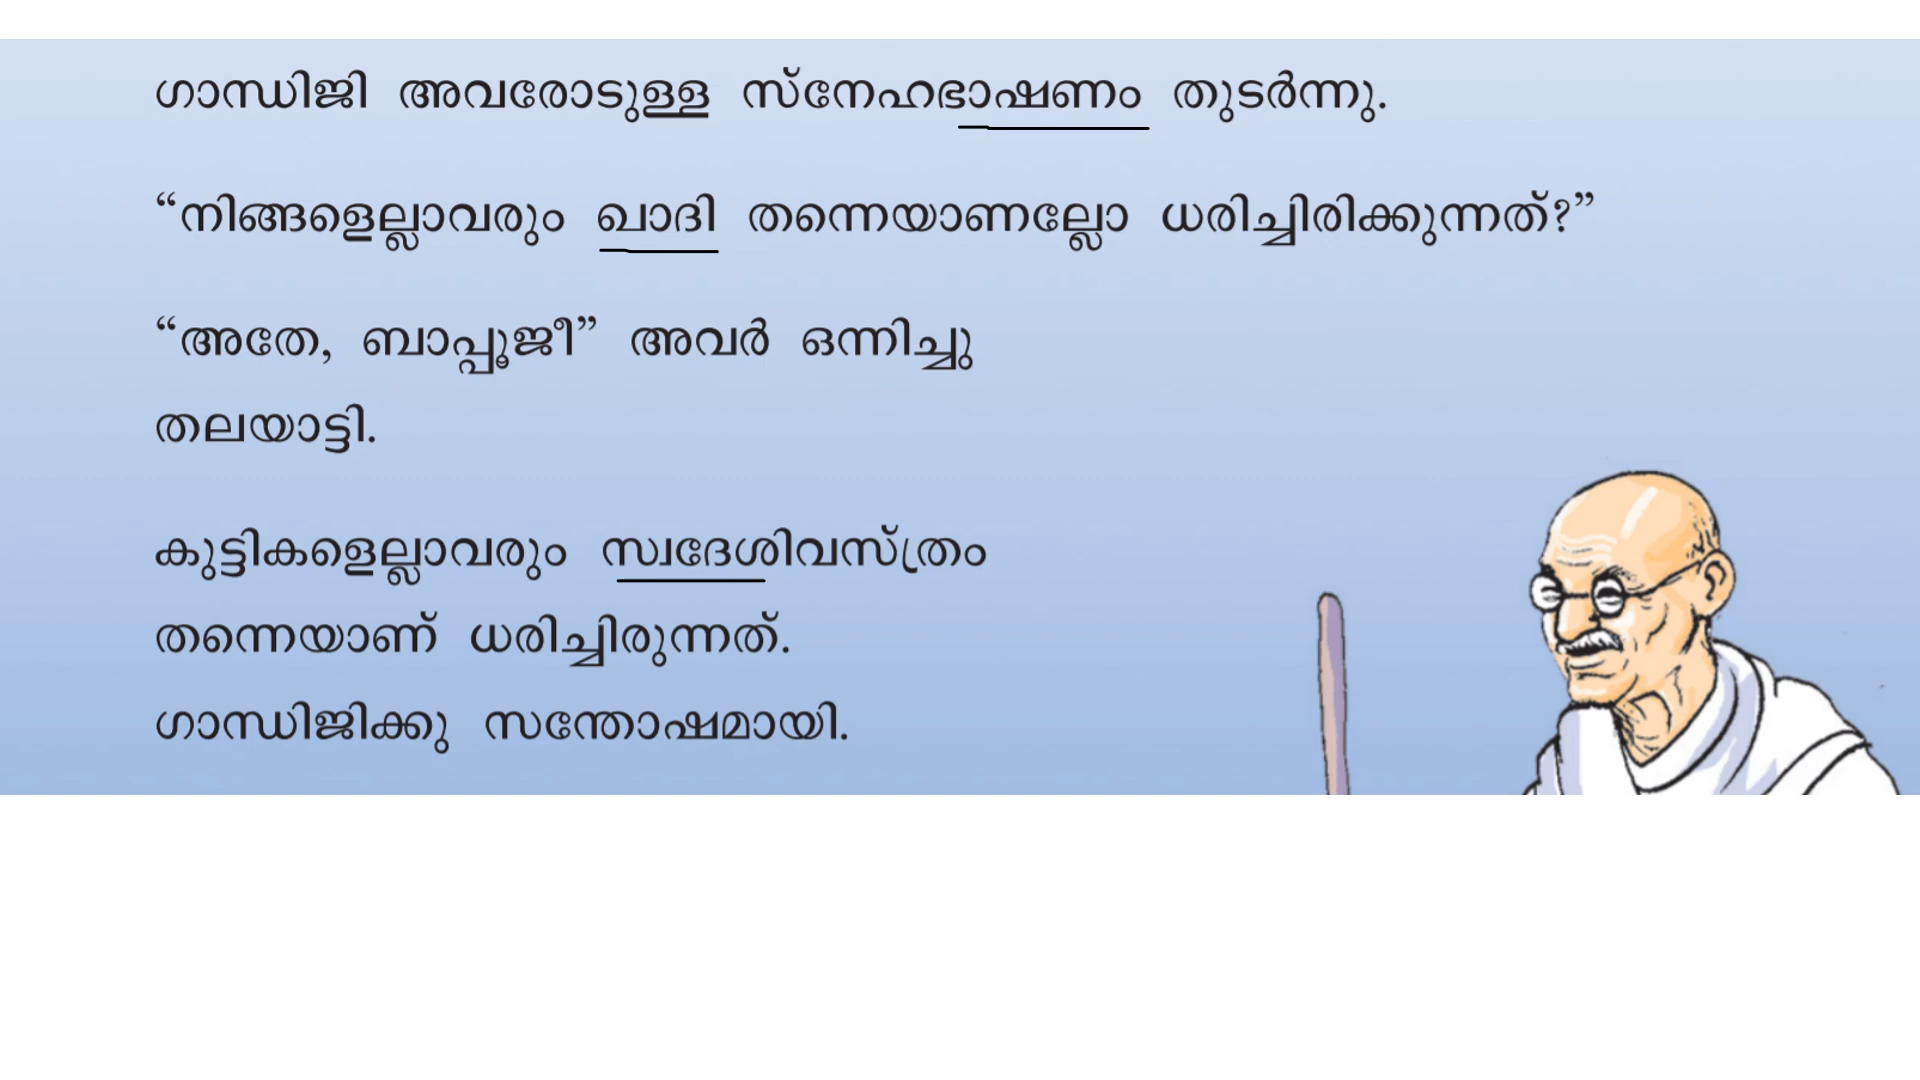 ഗാന്ധിജി അവരോടുള്ള സ്നേഹഭാഷണം തുടർന്നു.
“നിങ്ങളെല്ലാവരും ഖാദി തന്നെയാണല്ലോ ധരിച്ചിരിക്കുന്നത്?”
“അതേ, ബാപ്പൂജീ” അവർ ഒന്നിച്ചു
തലയാട്ടി.
കുട്ടികളെല്ലാവരും സ്വദേശിവസ്ത്രം
തന്നെയാണ് ധരിച്ചിരുന്നത്.
ഗാന്ധിജിക്കു സന്തോഷമായി.